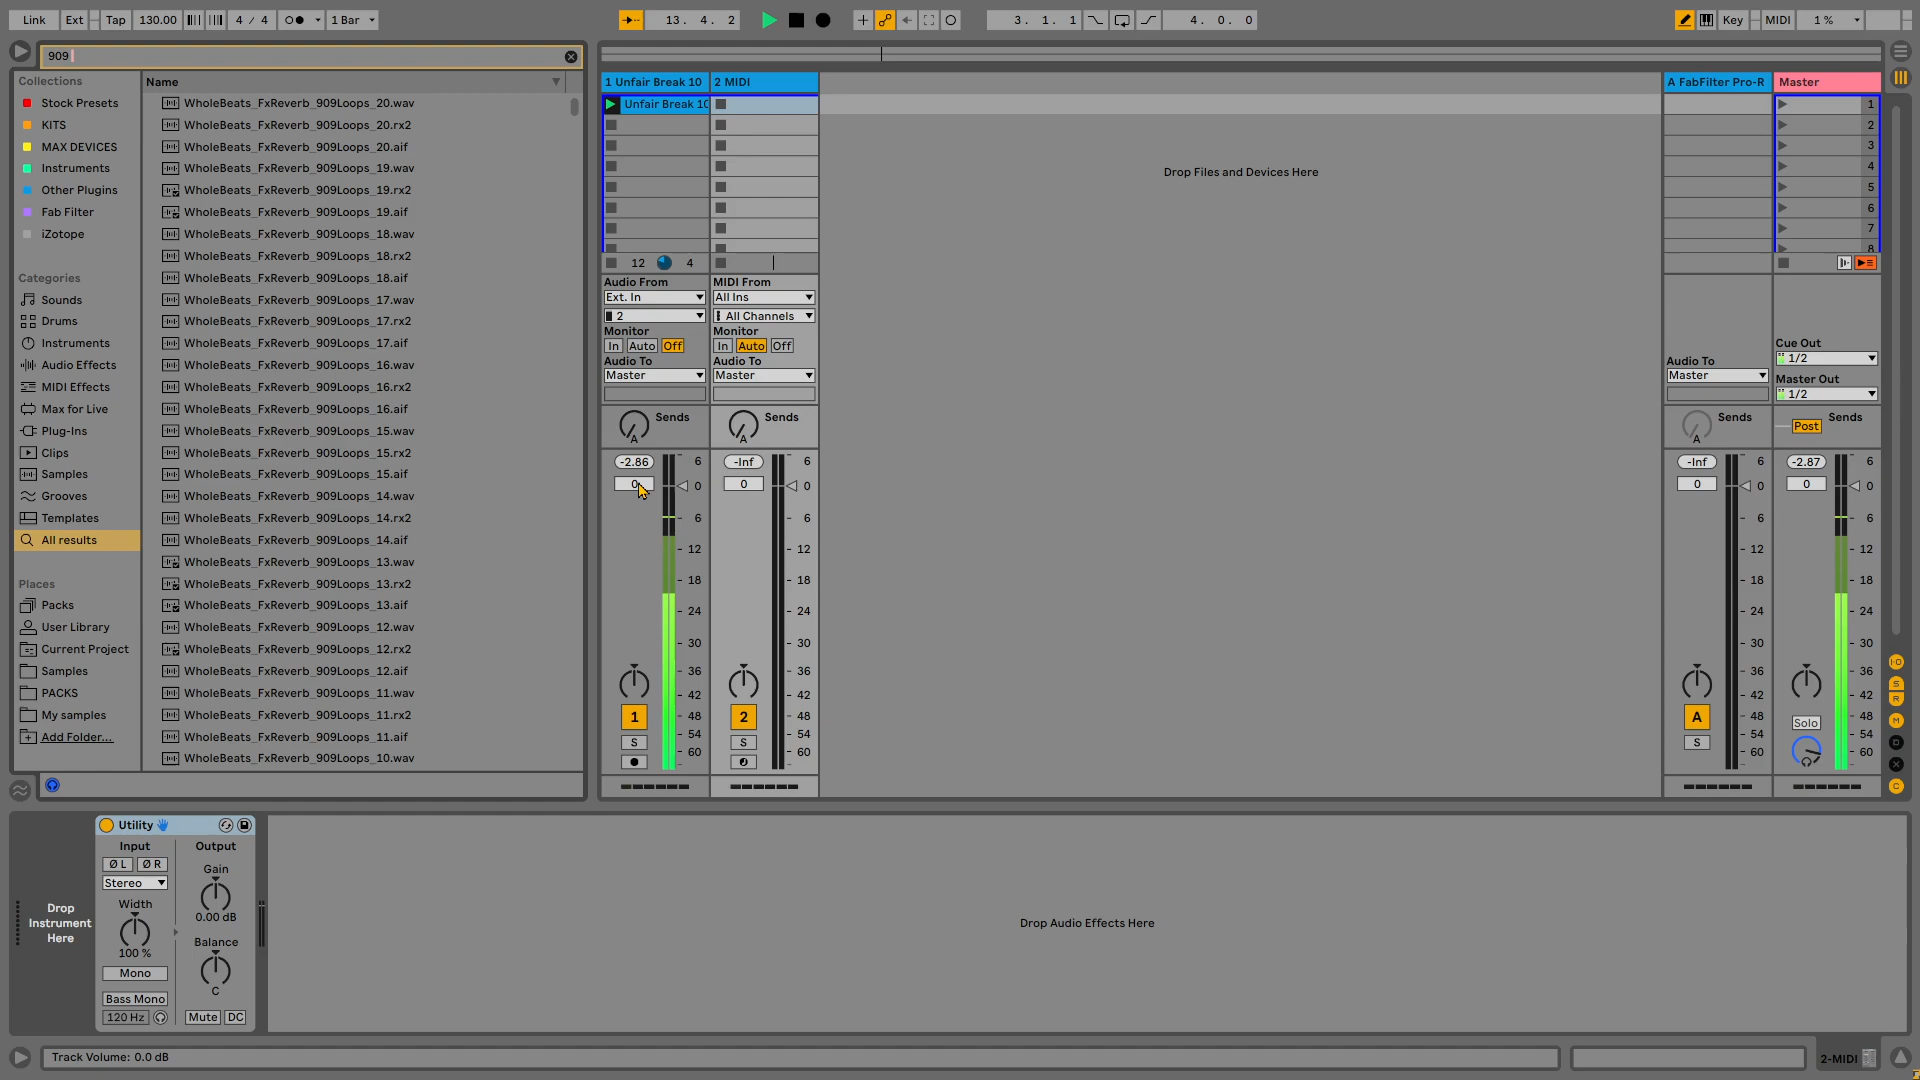 Link Ext Tap 130.00 4 / 4 1 Bar 13. 4. 2 3. 1. 1 4. 0. 0 Key MIDI 1 %
909
Collections
Stock Presets
KITS
MAX DEVICES
Instruments
Other Plugins
Fab Filter
iZotope
Categories
Sounds
Drums
Instruments
Audio Effects
MIDI Effects
Max for Live
Plug-Ins
Clips
Samples
Grooves
Templates
All results
Places
Packs
User Library
Current Project
Samples
PACKS
My samples
Add Folder...
Name
WholeBeats_FxReverb_909Loops_20.wav
WholeBeats_FxReverb_909Loops_20.rx2
WholeBeats_FxReverb_909Loops_20.aif
WholeBeats_FxReverb_909Loops_19.wav
WholeBeats_FxReverb_909Loops_19.rx2
WholeBeats_FxReverb_909Loops_19.aif
WholeBeats_FxReverb_909Loops_18.wav
WholeBeats_FxReverb_909Loops_18.rx2
WholeBeats_FxReverb_909Loops_18.aif
WholeBeats_FxReverb_909Loops_17.wav
WholeBeats_FxReverb_909Loops_17.rx2
WholeBeats_FxReverb_909Loops_17.aif
WholeBeats_FxReverb_909Loops_16.wav
WholeBeats_FxReverb_909Loops_16.rx2
WholeBeats_FxReverb_909Loops_16.aif
WholeBeats_FxReverb_909Loops_15.wav
WholeBeats_FxReverb_909Loops_15.rx2
WholeBeats_FxReverb_909Loops_15.aif
WholeBeats_FxReverb_909Loops_14.wav
WholeBeats_FxReverb_909Loops_14.rx2
WholeBeats_FxReverb_909Loops_14.aif
WholeBeats_FxReverb_909Loops_13.wav
WholeBeats_FxReverb_909Loops_13.rx2
WholeBeats_FxReverb_909Loops_13.aif
WholeBeats_FxReverb_909Loops_12.wav
WholeBeats_FxReverb_909Loops_12.rx2
WholeBeats_FxReverb_909Loops_12.aif
WholeBeats_FxReverb_909Loops_11.wav
WholeBeats_FxReverb_909Loops_11.rx2
WholeBeats_FxReverb_909Loops_11.aif
WholeBeats_FxReverb_909Loops_10.wav
1 Unfair Break 10
Unfair Break 10
12 4
Audio From
Ext. In
2
Monitor
In Auto Off
Audio To
Master
Sends
A
-2.86
0
6
0
6
12
18
24
30
36
42
48
54
60
1
S
2 MIDI
MIDI From
All Ins
All Channels
Monitor
In Auto Off
Audio To
Master
Sends
A
-Inf
0
6
0
6
12
18
24
30
36
42
48
54
60
2
S
Drop Files and Devices Here
A FabFilter Pro-R
Audio To
Master
Sends
A
-Inf
0
6
0
6
12
18
24
30
36
42
48
54
60
A
S
Master
1
2
3
4
5
6
7
8
Cue Out
1/2
Master Out
1/2
Sends
Post
-2.87
0
6
0
6
12
18
24
30
36
42
48
54
60
Solo
I·O
S
R
M
D
X
C
Utility
Input
Ø L Ø R
Stereo
Width
100 %
Mono
Bass Mono
120 Hz
Output
Gain
0.00 dB
Balance
C
Mute DC
Drop
Instrument
Here
Drop Audio Effects Here
Track Volume: 0.0 dB
2-MIDI